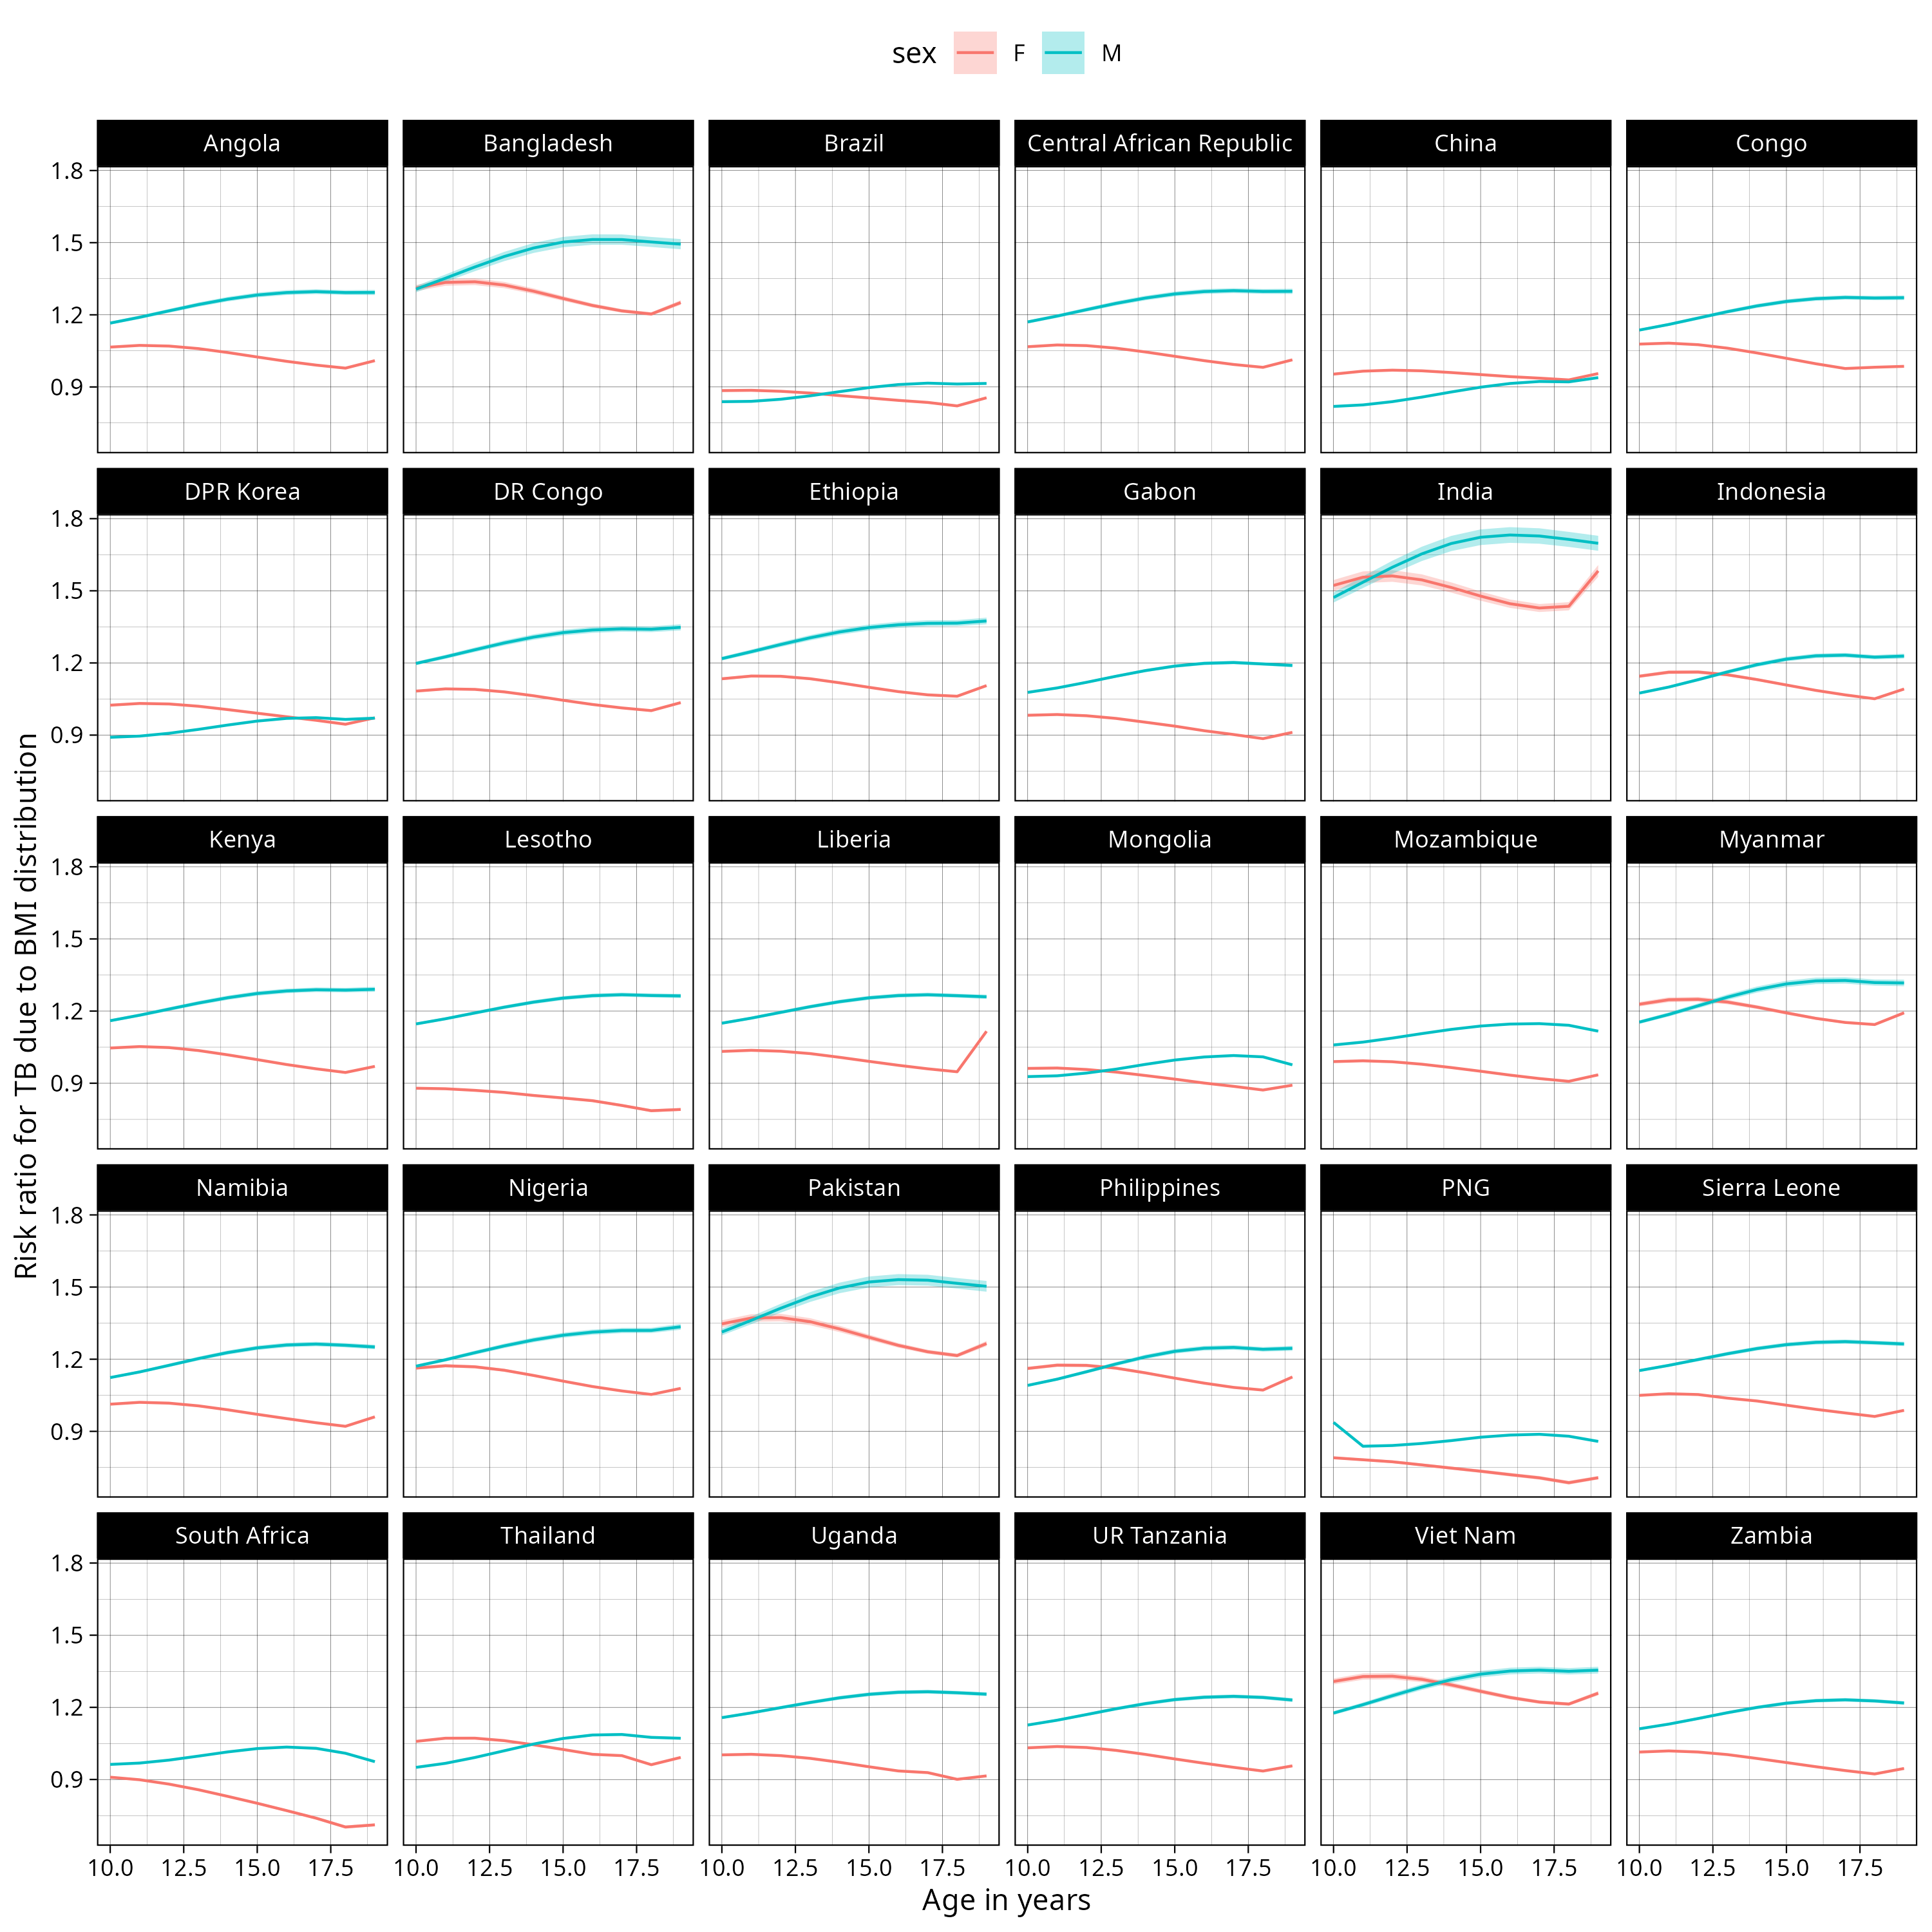 sex F M
Angola Bangladesh Brazil Central African Republic China Congo
1.8
1.5
1.2
0.9
DPR Korea DR Congo Ethiopia Gabon India Indonesia
1.8
1.5
1.2
0.9
Kenya Lesotho Liberia Mongolia Mozambique Myanmar
1.8
1.5
1.2
0.9
Namibia Nigeria Pakistan Philippines PNG Sierra Leone
1.8
1.5
1.2
0.9
South Africa Thailand Uganda UR Tanzania Viet Nam Zambia
1.8
1.5
1.2
0.9
10.0 12.5 15.0 17.5 10.0 12.5 15.0 17.5 10.0 12.5 15.0 17.5 10.0 12.5 15.0 17.5 10.0 12.5 15.0 17.5 10.0 12.5 15.0 17.5
Age in years
Risk ratio for TB due to BMI distribution